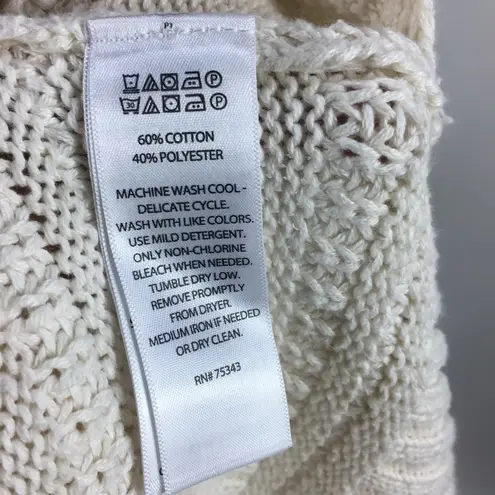 P3
P
30 P
60% COTTON
40% POLYESTER
MACHINE WASH COOL -
DELICATE CYCLE.
WASH WITH LIKE COLORS.
USE MILD DETERGENT.
ONLY NON-CHLORINE
BLEACH WHEN NEEDED.
TUMBLE DRY LOW.
REMOVE PROMPTLY
FROM DRYER.
MEDIUM IRON IF NEEDED
OR DRY CLEAN.
RN# 75343